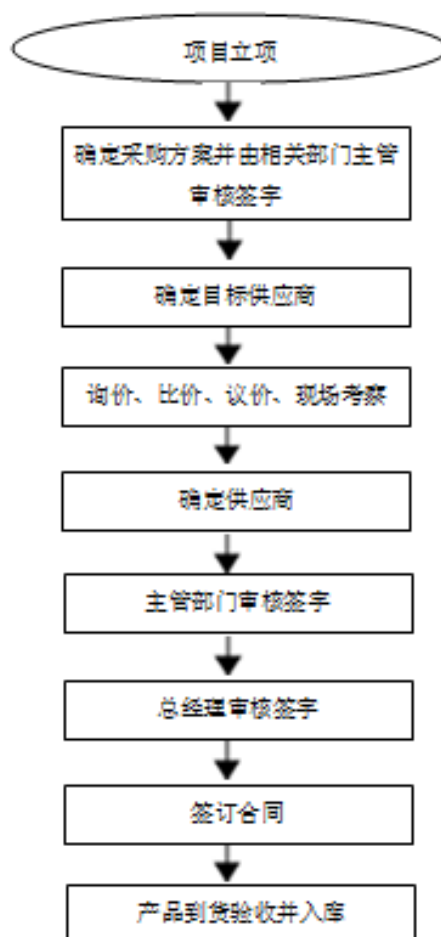 项目立项
确定采购方案并由相关部门主管
审核签字
确定目标供应商
询价、比价、议价、现场考察
确定供应商
主管部门审核签字
总经理审核签字
签订合同
产品到货验收并入库